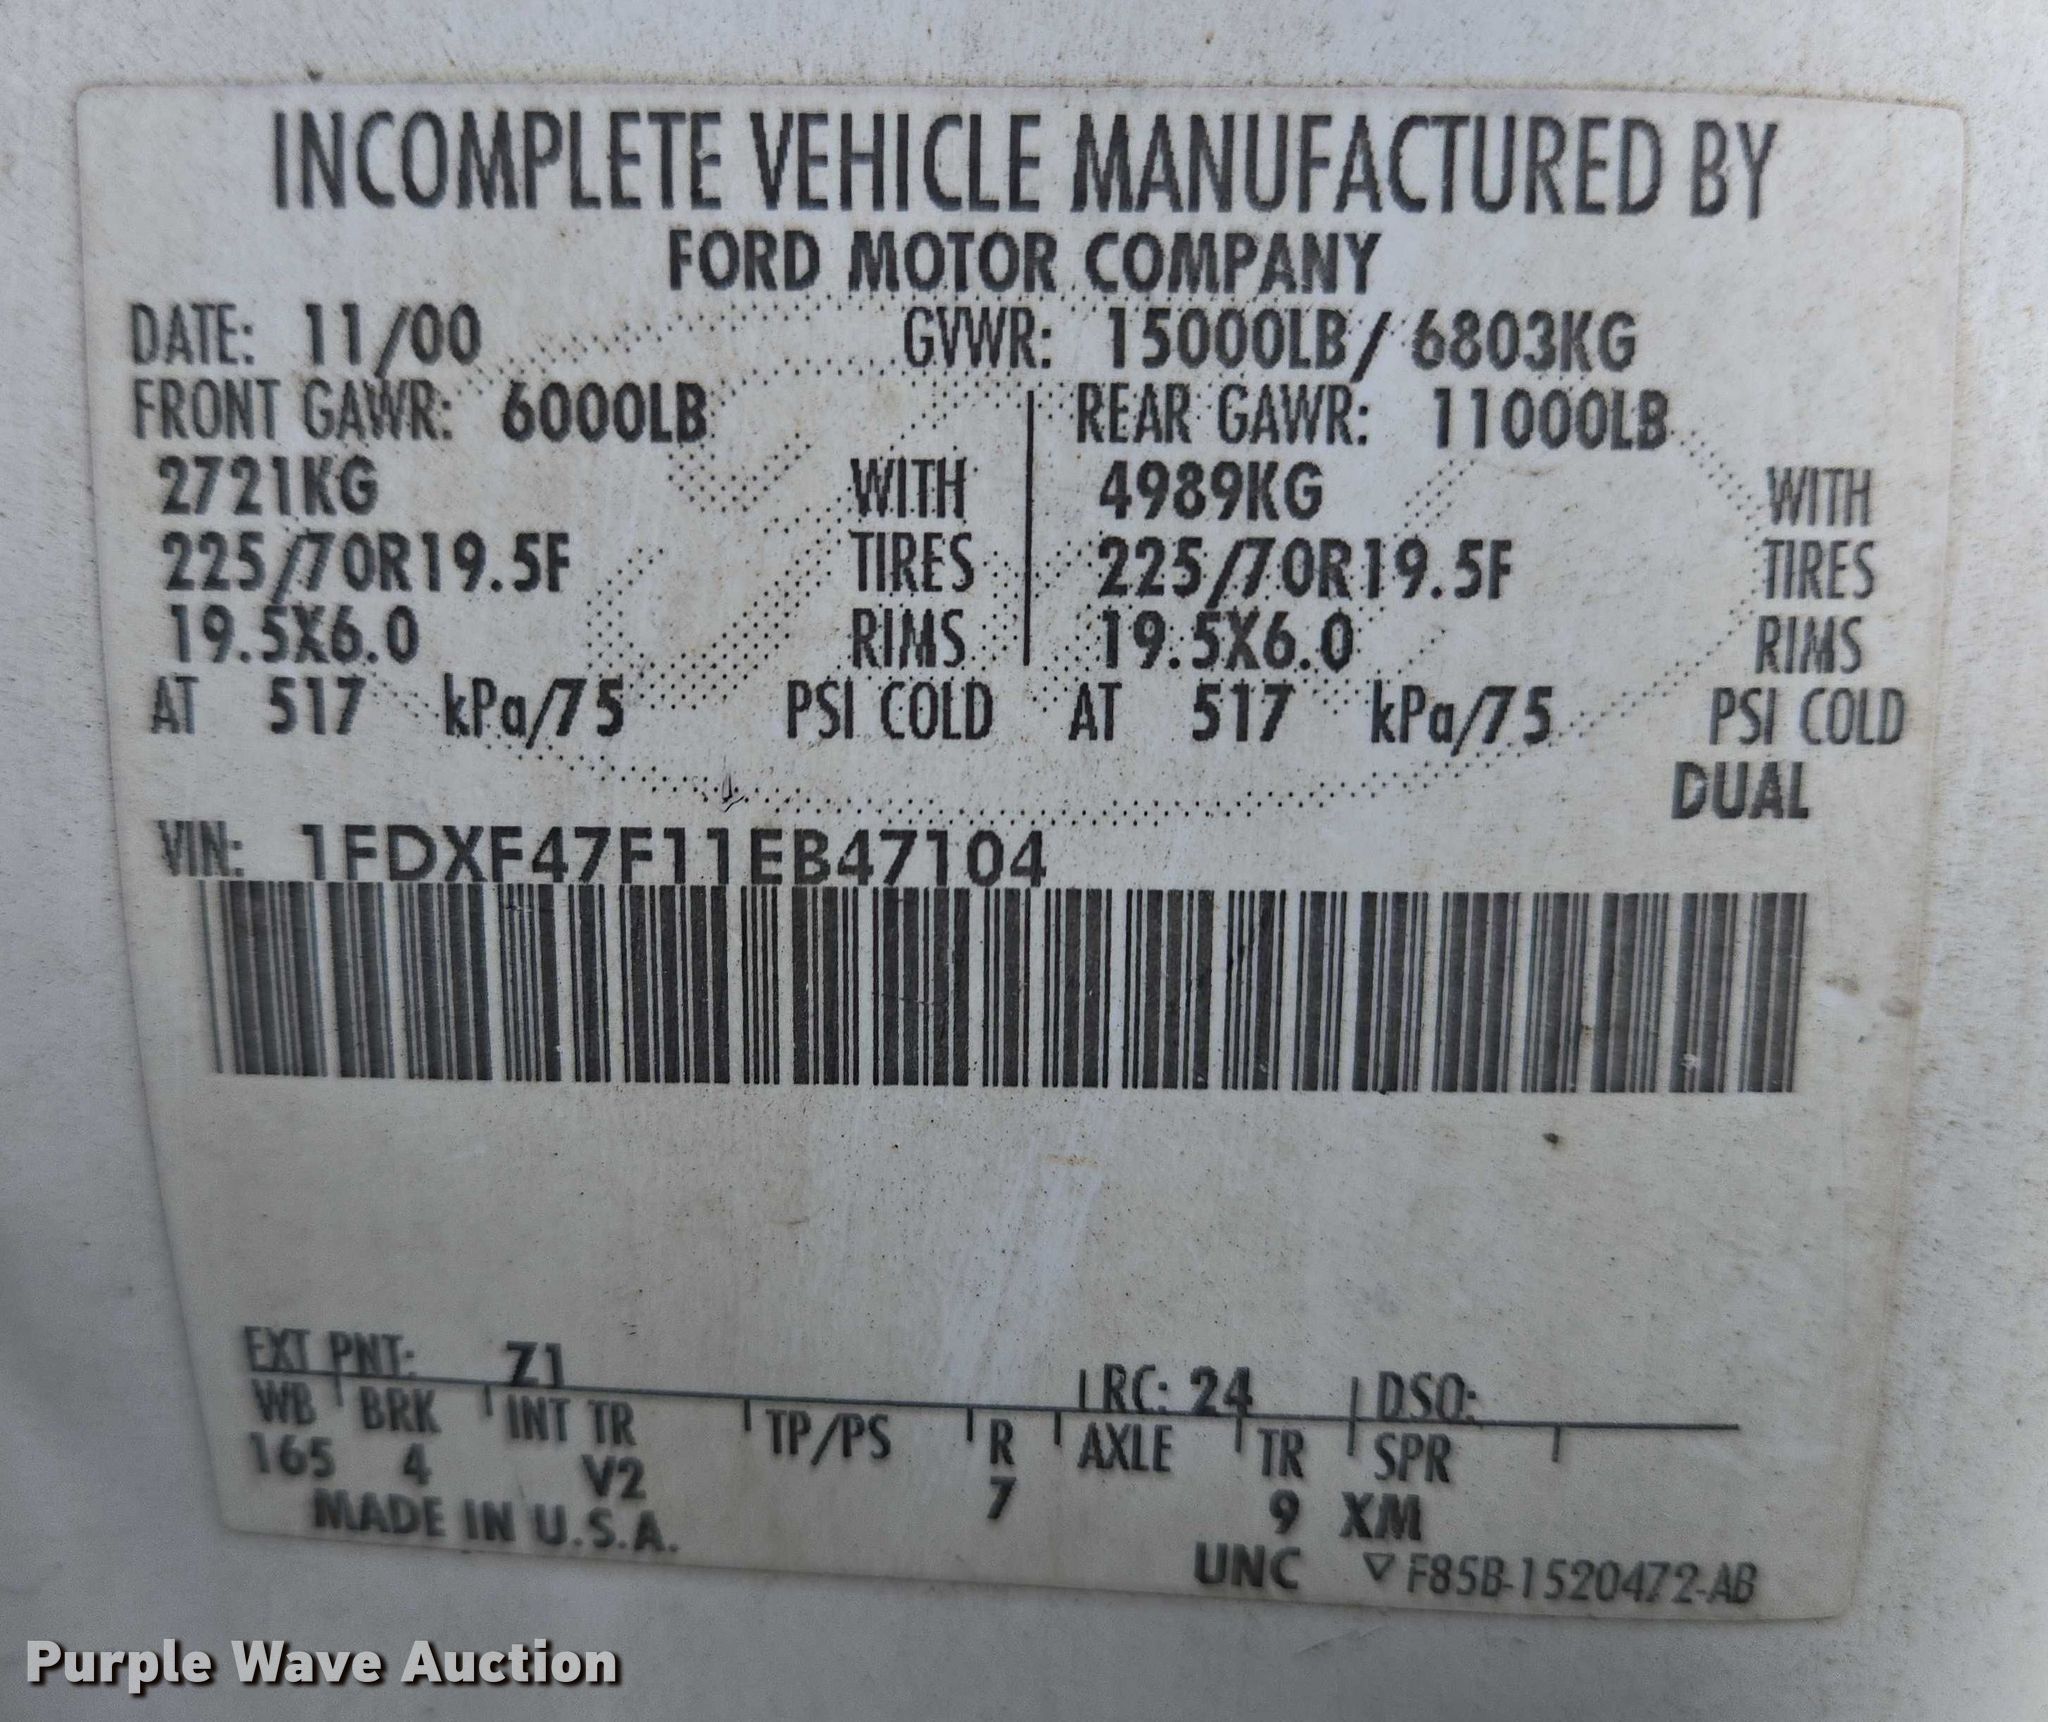 INCOMPLETE VEHICLE MANUFACTURED BY
FORD MOTOR COMPANY
DATE: 11/00 GVWR: 15000LB/ 6803KG
FRONT GAWR: 6000LB REAR GAWR: 11000LB
2721KG WITH 4989KG WITH
225/70R19.5F TIRES 225/70R19.5F TIRES
19.5X6.0 RIMS 19.5X6.0 RIMS
AT 517 kPa/75 PSI COLD AT 517 kPa/75 PSI COLD
DUAL
VIN: 1FDXF47F11EB47104
EXT PNT: Z1 RC: 24 DSO:
WB BRK INT TR TP/PS R AXLE TR SPR
165 4 V2 7 9 XM
MADE IN U.S.A.
UNC ▽ F85B-1520472-AB
Purple Wave Auction